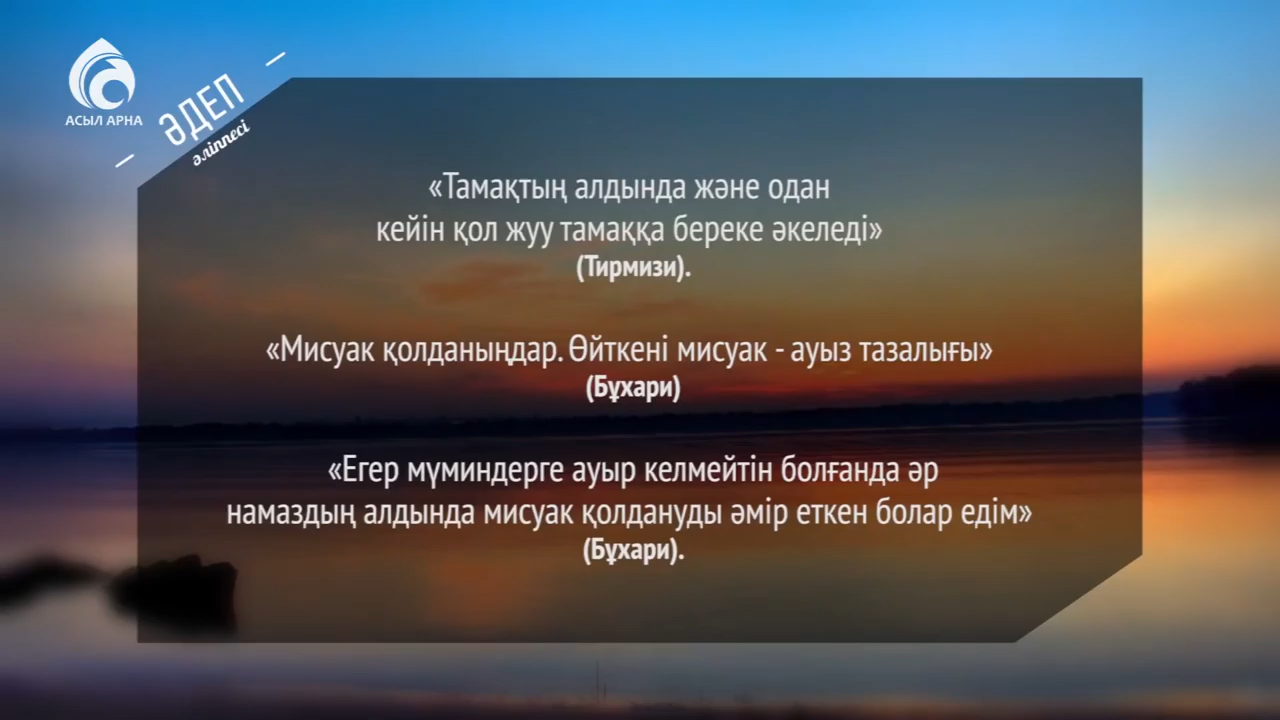 АСЫЛ АРНА
ӘДЕП
әліппесі
«Тамақтың алдында және одан
кейін қол жуу тамаққа береке әкеледі»
(Тирмизи).
«Мисуак қолданыңдар. Өйткені мисуак - ауыз тазалығы»
(Бұхари)
«Егер мүминдерге ауыр келмейтін болғанда әр
намаздың алдында мисуак қолдануды әмір еткен болар едім»
(Бұхари).